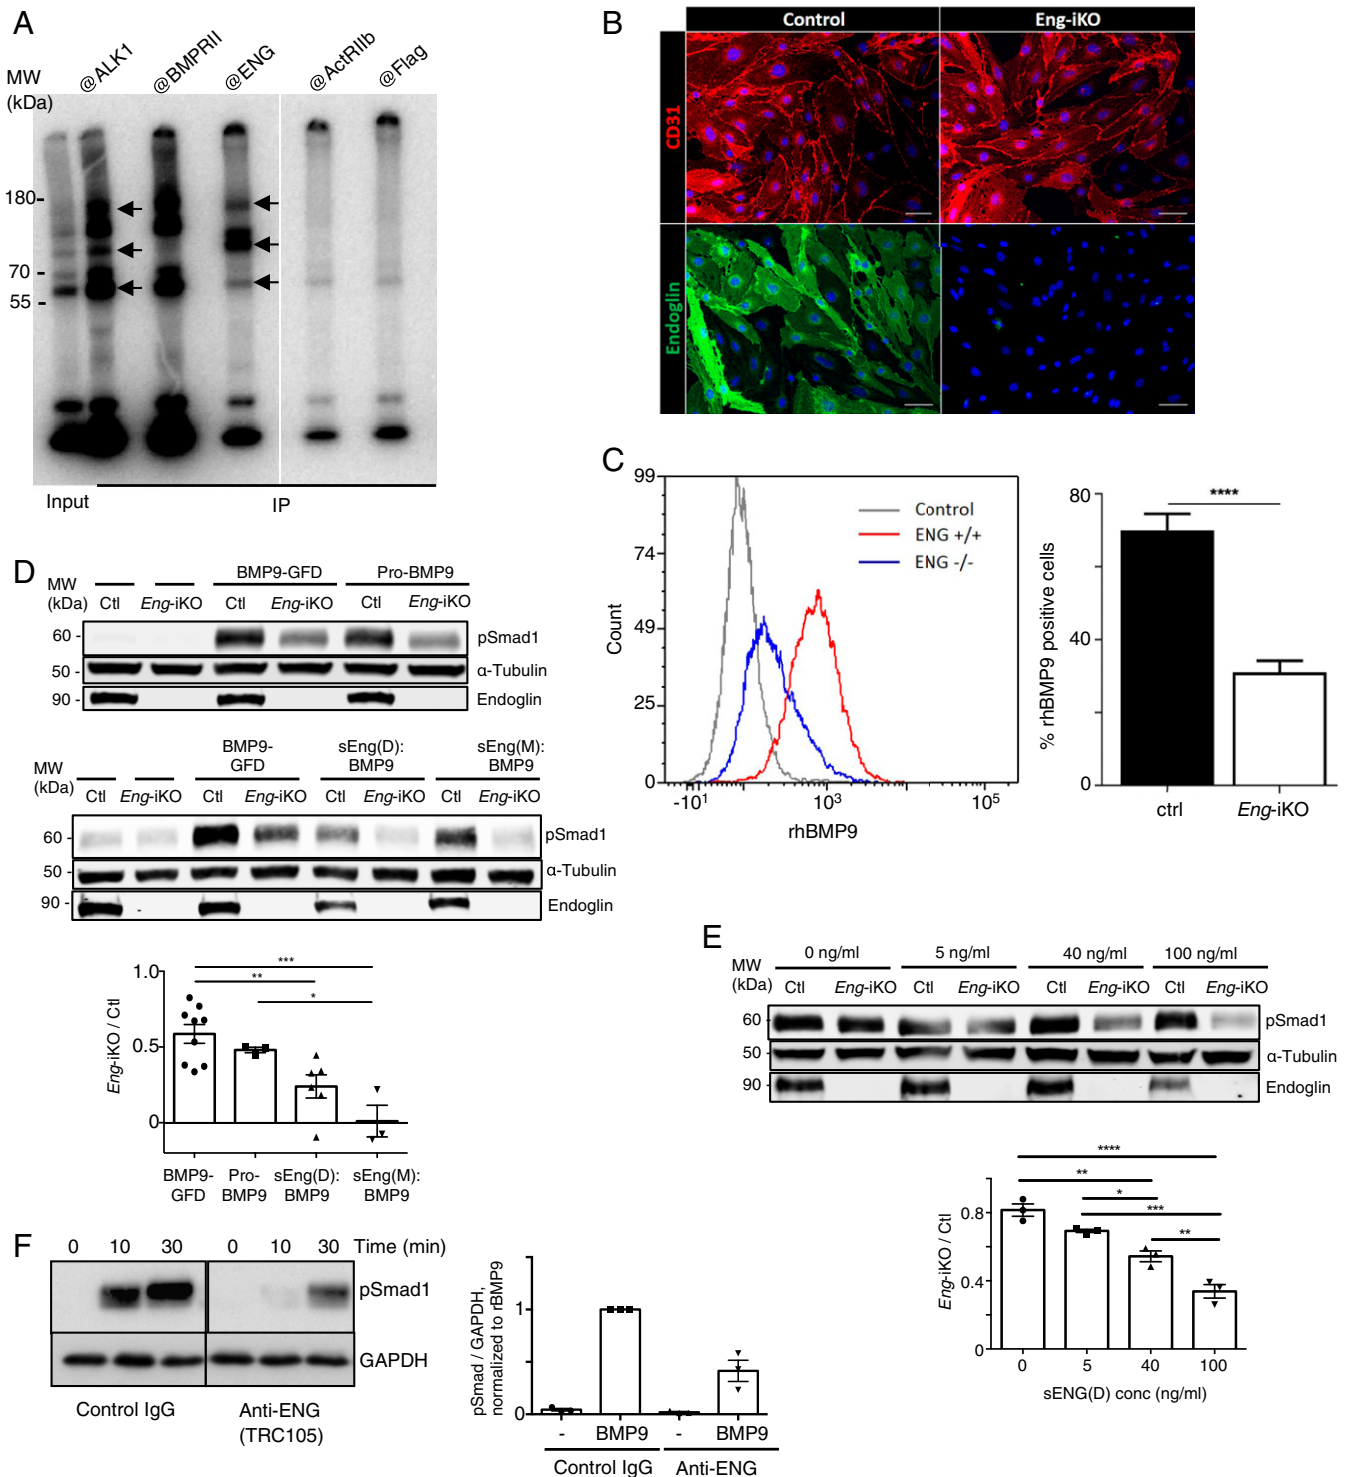 A
MW
(kDa)
@ALK1
@BMPRII
@ENG
@ActRIIb
@Flag
180
70
55
Input
IP
B
Control
Eng-iKO
CD31
Endoglin
C
99
74
49
25
0
Count
-10¹
10³
10⁵
rhBMP9
Control
ENG +/+
ENG -/-
% rhBMP9 positive cells
80
40
0
****
ctrl
Eng-iKO
D
MW
(kDa)
BMP9-GFD
Pro-BMP9
Ctl Eng-iKO Ctl Eng-iKO Ctl Eng-iKO
60 - pSmad1
50 - α-Tubulin
90 - Endoglin
MW
(kDa)
BMP9-
GFD
sEng(D):
BMP9
sEng(M):
BMP9
Ctl Eng-iKO Ctl Eng-iKO Ctl Eng-iKO Ctl Eng-iKO
60 - pSmad1
50 - α-Tubulin
90 - Endoglin
Eng-iKO / Ctl
1.0
0.5
0
***
**
*
BMP9-
GFD
Pro-
BMP9
sEng(D):
BMP9
sEng(M):
BMP9
E
MW
(kDa)
0 ng/ml 5 ng/ml 40 ng/ml 100 ng/ml
Ctl Eng-iKO Ctl Eng-iKO Ctl Eng-iKO Ctl Eng-iKO
60 pSmad1
50 α-Tubulin
90 Endoglin
Eng-iKO / Ctl
0.8
0.4
0
****
**
*
***
**
0 5 40 100
sENG(D) conc (ng/ml)
F
0 10 30 0 10 30 Time (min)
pSmad1
GAPDH
Control IgG
Anti-ENG
(TRC105)
pSmad / GAPDH,
normalized to rBMP9
1
0
- BMP9 - BMP9
Control IgG Anti-ENG